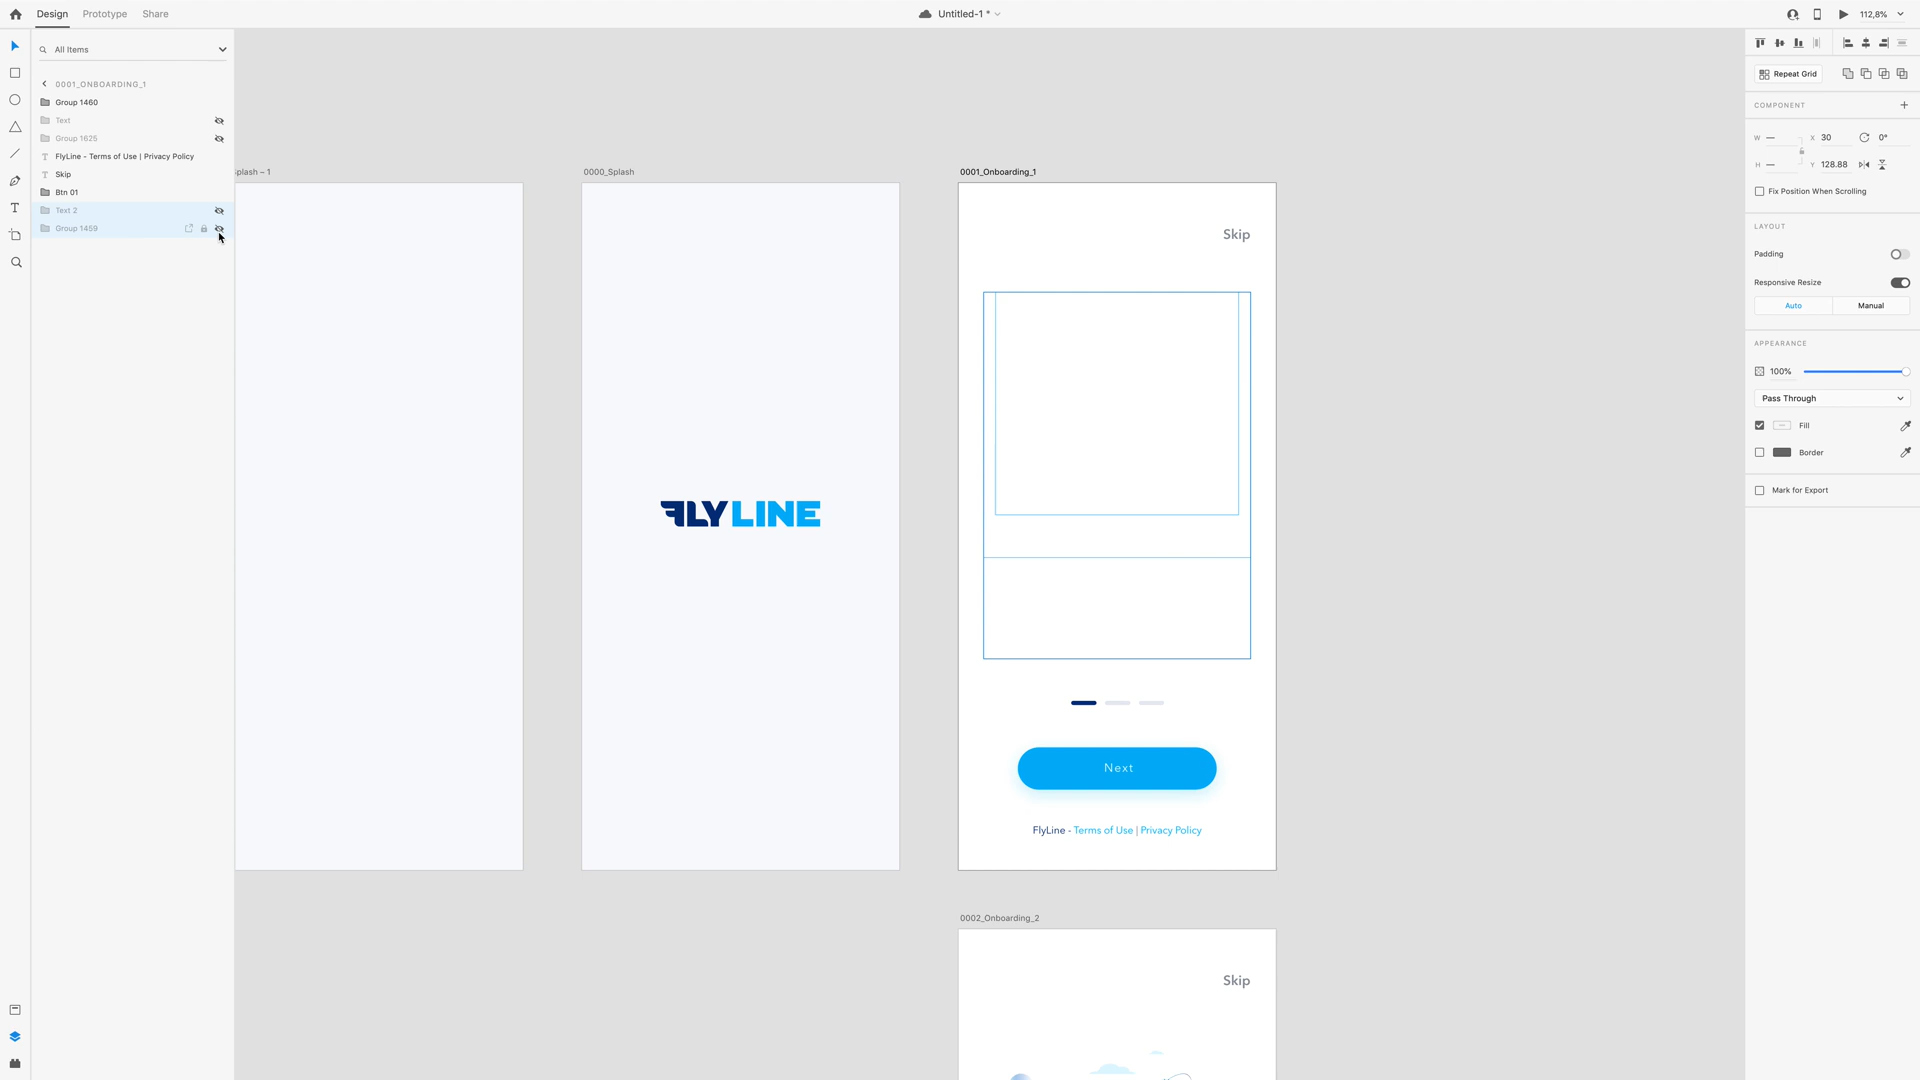 Design
Prototype
Share
Untitled-1 *
112,8%
All Items
0001_ONBOARDING_1
Group 1460
Text
Group 1625
FlyLine - Terms of Use | Privacy Policy
Skip
Btn 01
Text 2
Group 1459
plash – 1
0000_Splash
FLYLINE
0001_Onboarding_1
Skip
Next
FlyLine - Terms of Use | Privacy Policy
0002_Onboarding_2
Skip
Repeat Grid
COMPONENT
W —
X 30
0°
H —
Y 128.88
Fix Position When Scrolling
LAYOUT
Padding
Responsive Resize
Auto
Manual
APPEARANCE
100%
Pass Through
Fill
Border
Mark for Export